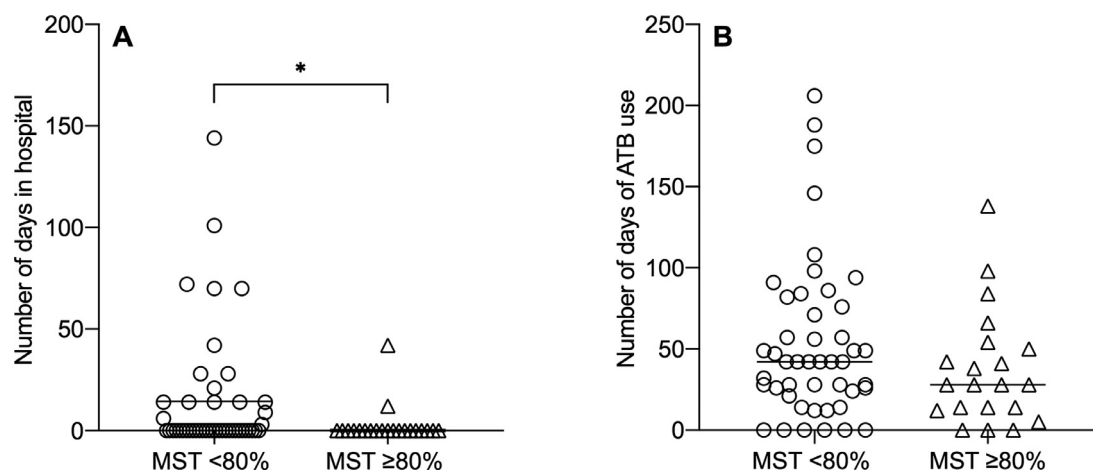 A
Number of days in hospital
200
150
100
50
0
*
MST <80%
MST ≥80%
B
Number of days of ATB use
250
200
150
100
50
0
MST <80%
MST ≥80%